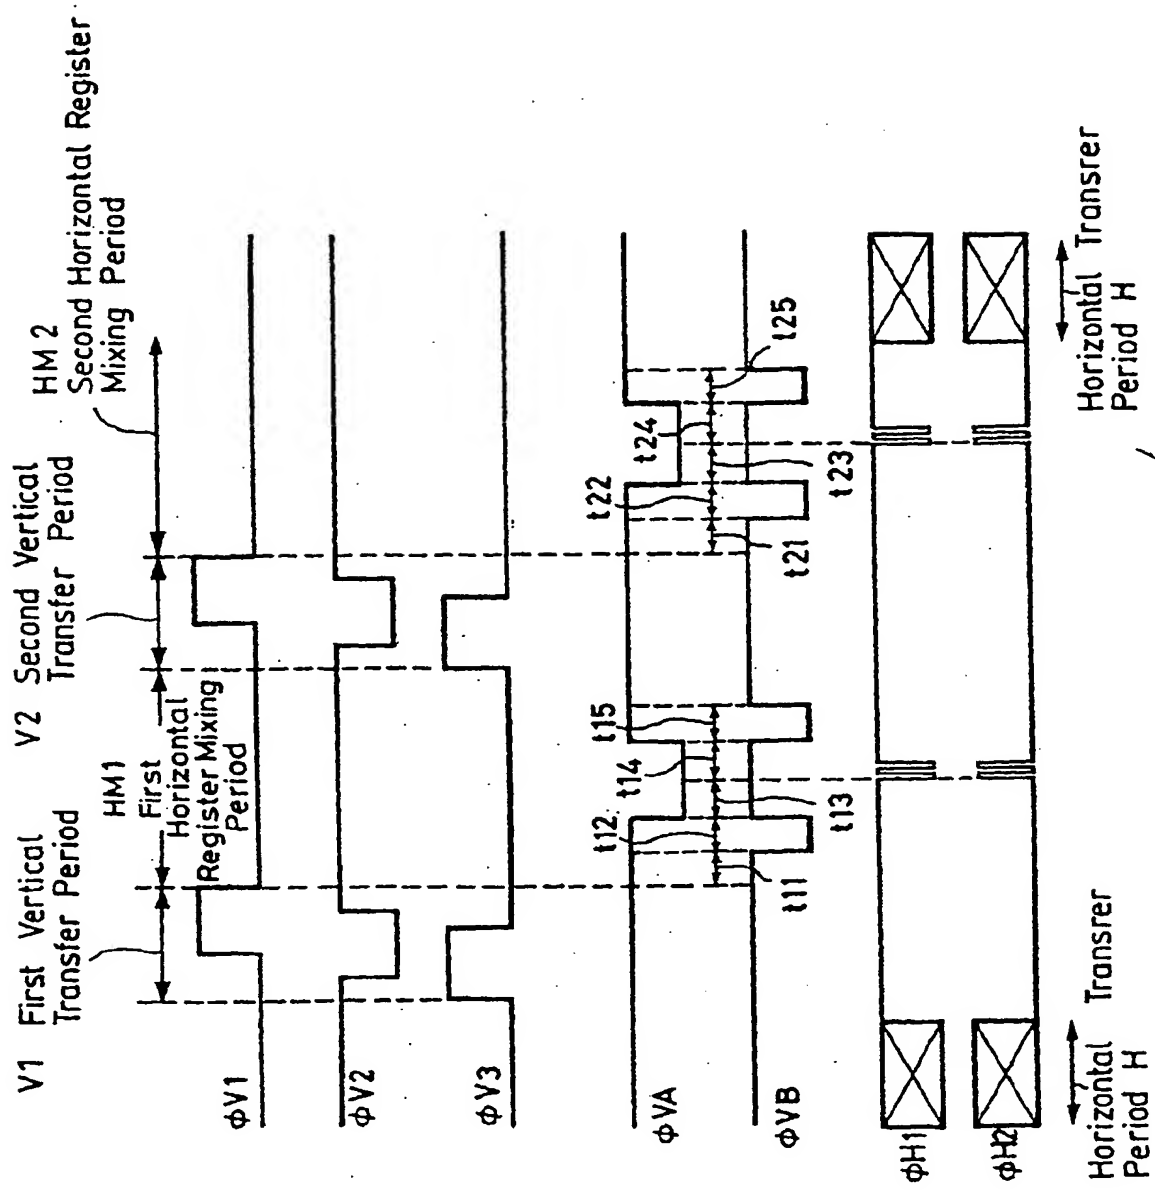 V1 First Vertical
Transfer Period
HM1
First
Horizontal
Register Mixing
Period
V2 Second Vertical
Transfer Period
HM2
Second Horizontal Register
Mixing Period
ΦV1
ΦV2
ΦV3
ΦVA
ΦVB
t11
t12
t13
t14
t15
t21
t22
t23
t24
t25
ΦH1
ΦH2
Horizontal Transrer
Period H
Horizontal Transrer
Period H